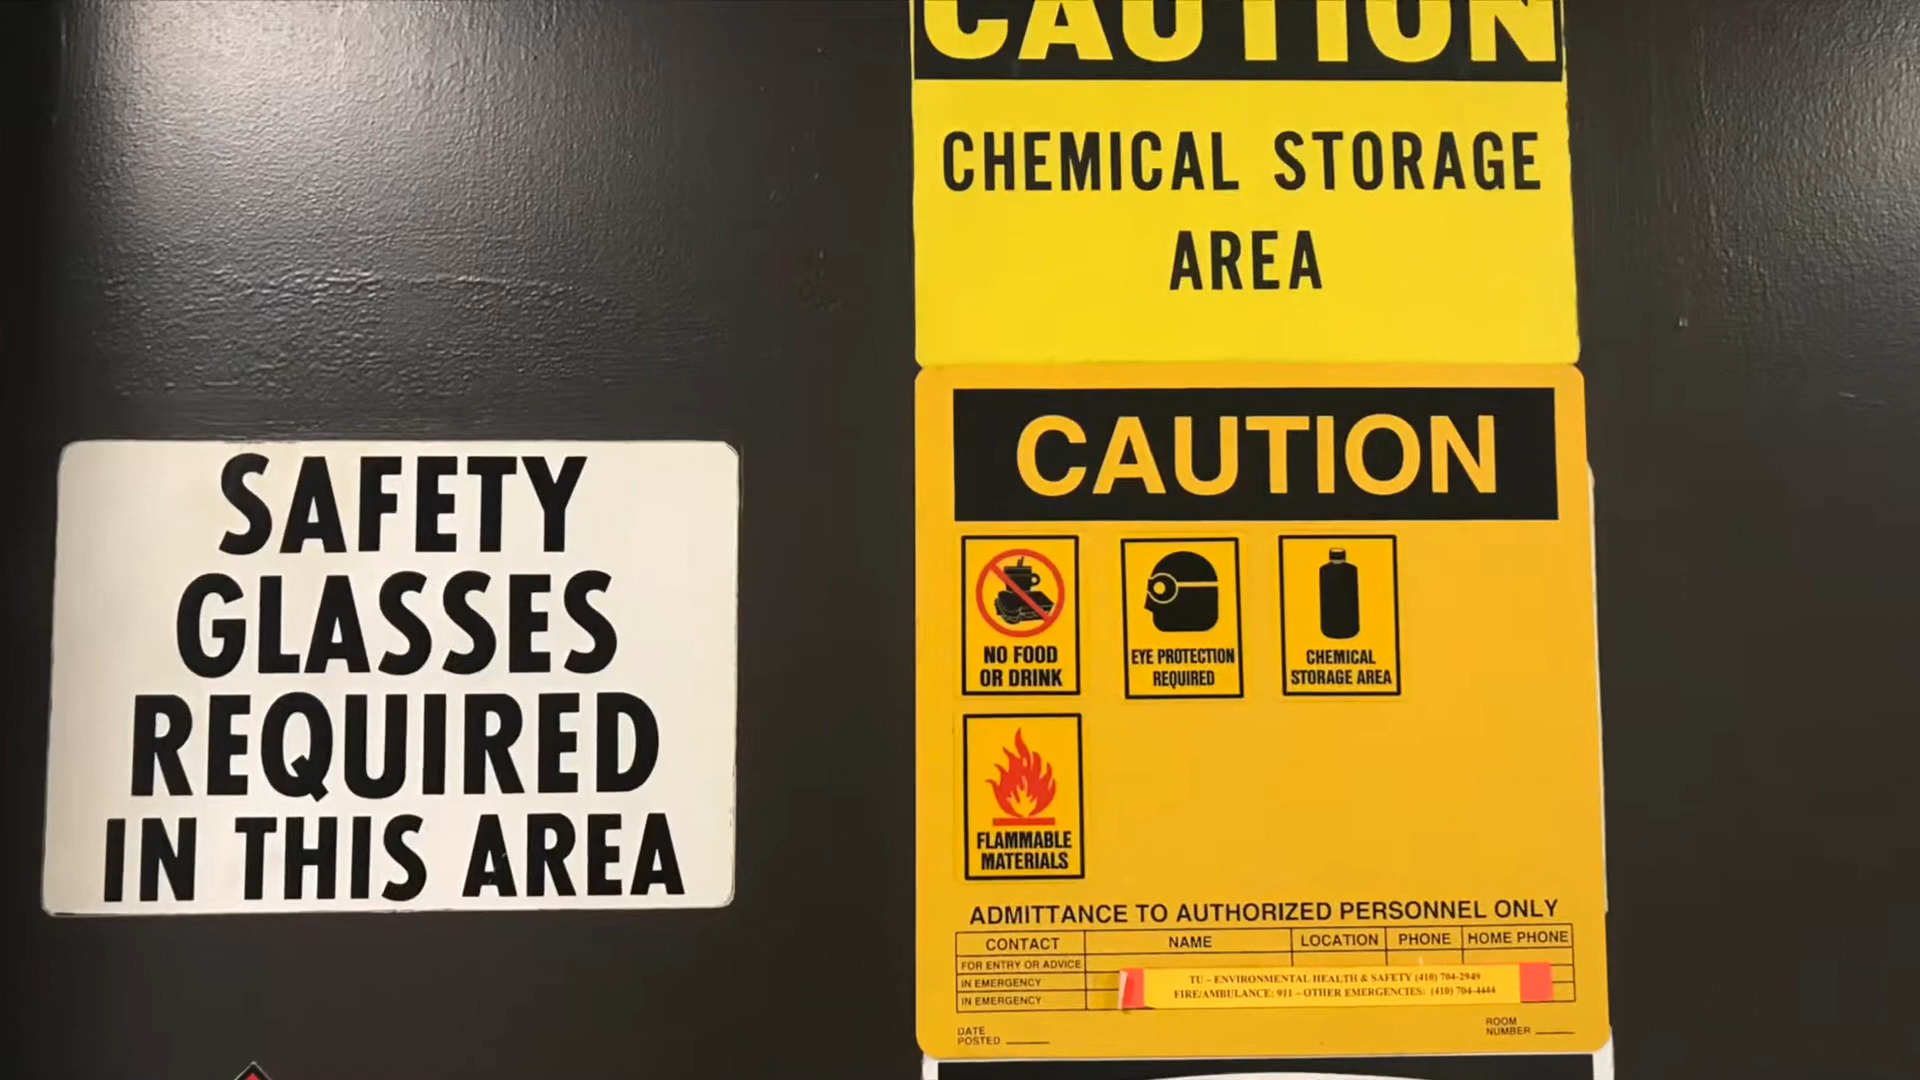 SAFETY
GLASSES
REQUIRED
IN THIS AREA
CAUTION
CHEMICAL STORAGE
AREA
CAUTION
NO FOOD
OR DRINK
EYE PROTECTION
REQUIRED
CHEMICAL
STORAGE AREA
FLAMMABLE
MATERIALS
ADMITTANCE TO AUTHORIZED PERSONNEL ONLY
CONTACT NAME LOCATION PHONE HOME PHONE
FOR ENTRY OR ADVICE
IN EMERGENCY
IN EMERGENCY
TU – ENVIRONMENTAL HEALTH & SAFETY (410) 704-2949
FIRE/AMBULANCE: 911 – OTHER EMERGENCIES: (410) 704-4444
DATE
POSTED
ROOM
NUMBER